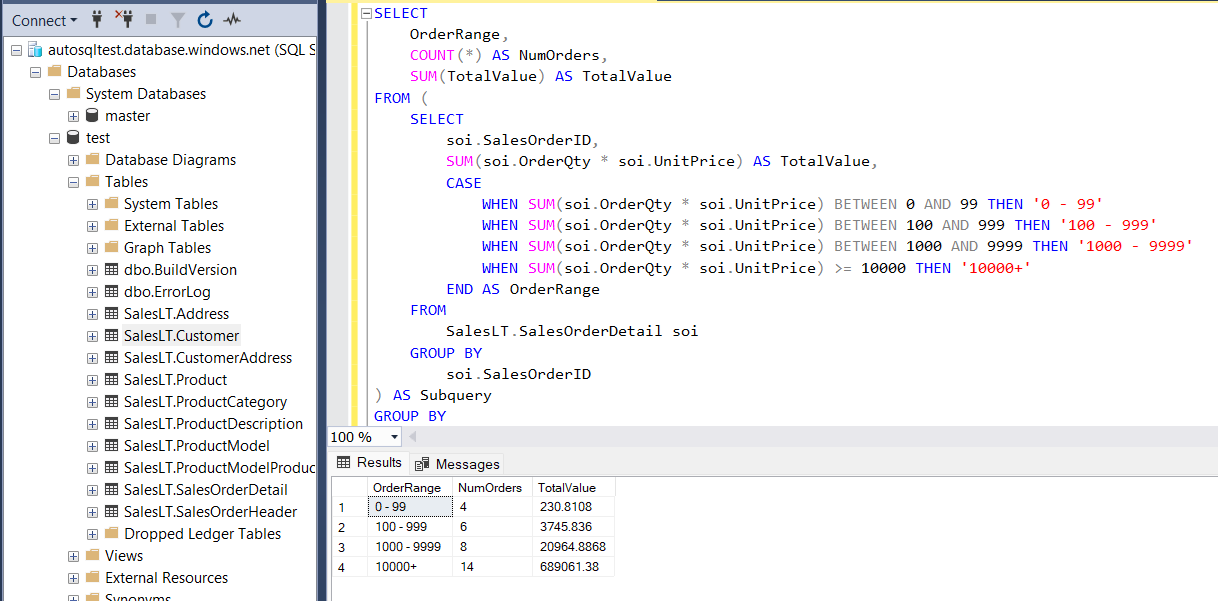 Connect
autosqltest.database.windows.net (SQL S
Databases
System Databases
master
test
Database Diagrams
Tables
System Tables
External Tables
Graph Tables
dbo.BuildVersion
dbo.ErrorLog
SalesLT.Address
SalesLT.Customer
SalesLT.CustomerAddress
SalesLT.Product
SalesLT.ProductCategory
SalesLT.ProductDescription
SalesLT.ProductModel
SalesLT.ProductModelProduc
SalesLT.SalesOrderDetail
SalesLT.SalesOrderHeader
Dropped Ledger Tables
Views
External Resources
Synonyms
SELECT
OrderRange,
COUNT(*) AS NumOrders,
SUM(TotalValue) AS TotalValue
FROM (
SELECT
soi.SalesOrderID,
SUM(soi.OrderQty * soi.UnitPrice) AS TotalValue,
CASE
WHEN SUM(soi.OrderQty * soi.UnitPrice) BETWEEN 0 AND 99 THEN '0 - 99'
WHEN SUM(soi.OrderQty * soi.UnitPrice) BETWEEN 100 AND 999 THEN '100 - 999'
WHEN SUM(soi.OrderQty * soi.UnitPrice) BETWEEN 1000 AND 9999 THEN '1000 - 9999'
WHEN SUM(soi.OrderQty * soi.UnitPrice) >= 10000 THEN '10000+'
END AS OrderRange
FROM
SalesLT.SalesOrderDetail soi
GROUP BY
soi.SalesOrderID
) AS Subquery
GROUP BY
100 %
Results Messages
OrderRange NumOrders TotalValue
1 0 - 99 4 230.8108
2 100 - 999 6 3745.836
3 1000 - 9999 8 20964.8868
4 10000+ 14 689061.38